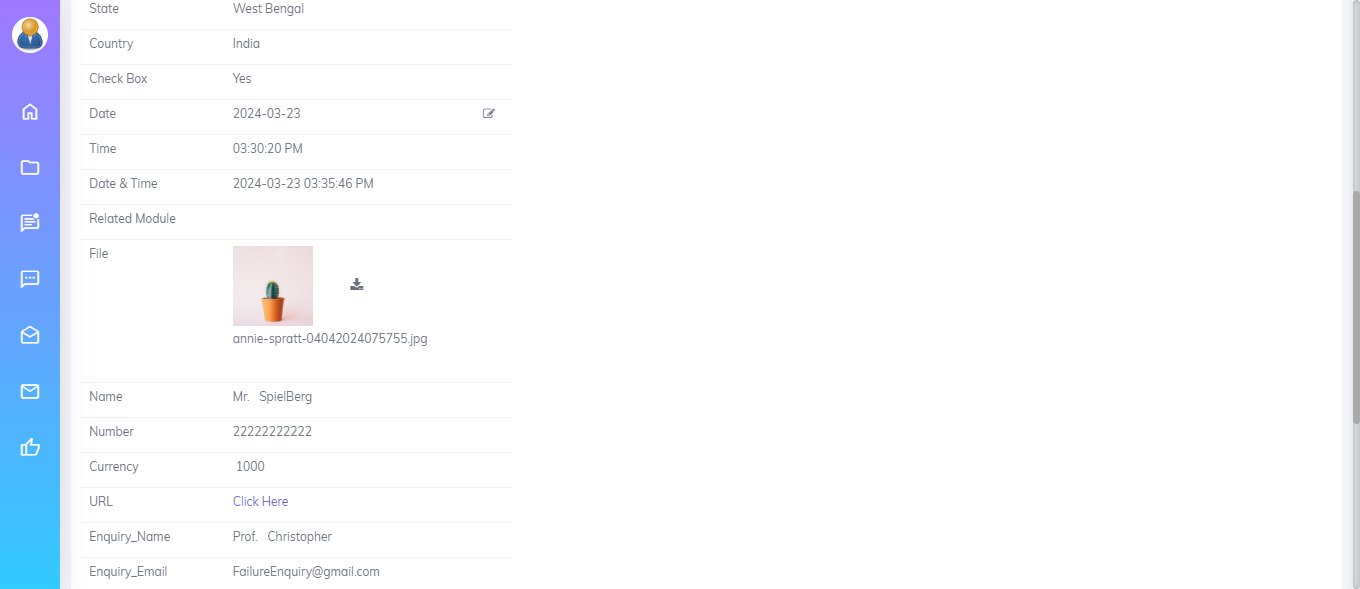 State West Bengal
Country India
Check Box Yes
Date 2024-03-23
Time 03:30:20 PM
Date & Time 2024-03-23 03:35:46 PM
Related Module
File
annie-spratt-04042024075755.jpg
Name Mr. SpielBerg
Number 22222222222
Currency 1000
URL Click Here
Enquiry_Name Prof. Christopher
Enquiry_Email FailureEnquiry@gmail.com